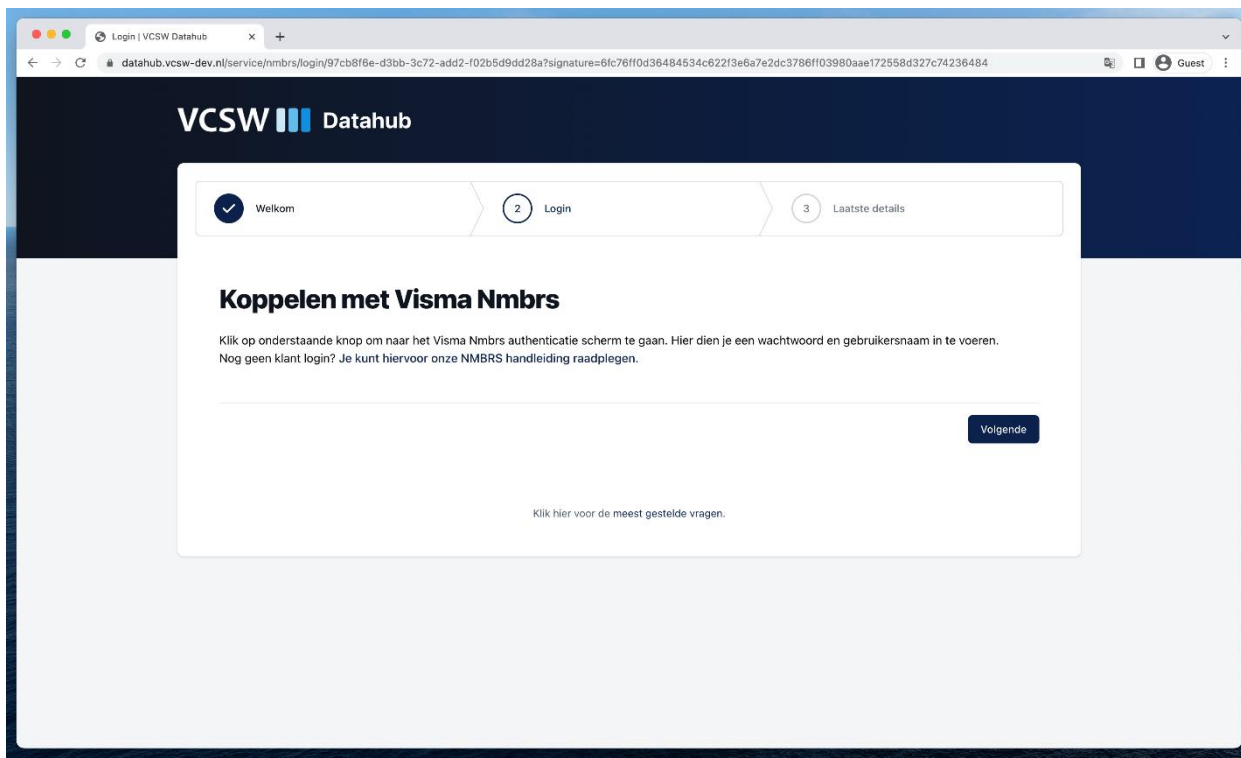 Login | VCSW Datahub
datahub.vcsw-dev.nl/service/nmbrs/login/97cb8f6e-d3bb-3c72-add2-f02b5d9dd28a?signature=6fc76ff0d36484534c622f3e6a7e2dc3786ff03980aae172558d327c74236484
Guest
VCSW Datahub
Welkom
2 Login
3 Laatste details
Koppelen met Visma Nmbrs
Klik op onderstaande knop om naar het Visma Nmbrs authenticatie scherm te gaan. Hier dien je een wachtwoord en gebruikersnaam in te voeren.
Nog geen klant login? Je kunt hiervoor onze NMBRS handleiding raadplegen.
Volgende
Klik hier voor de meest gestelde vragen.